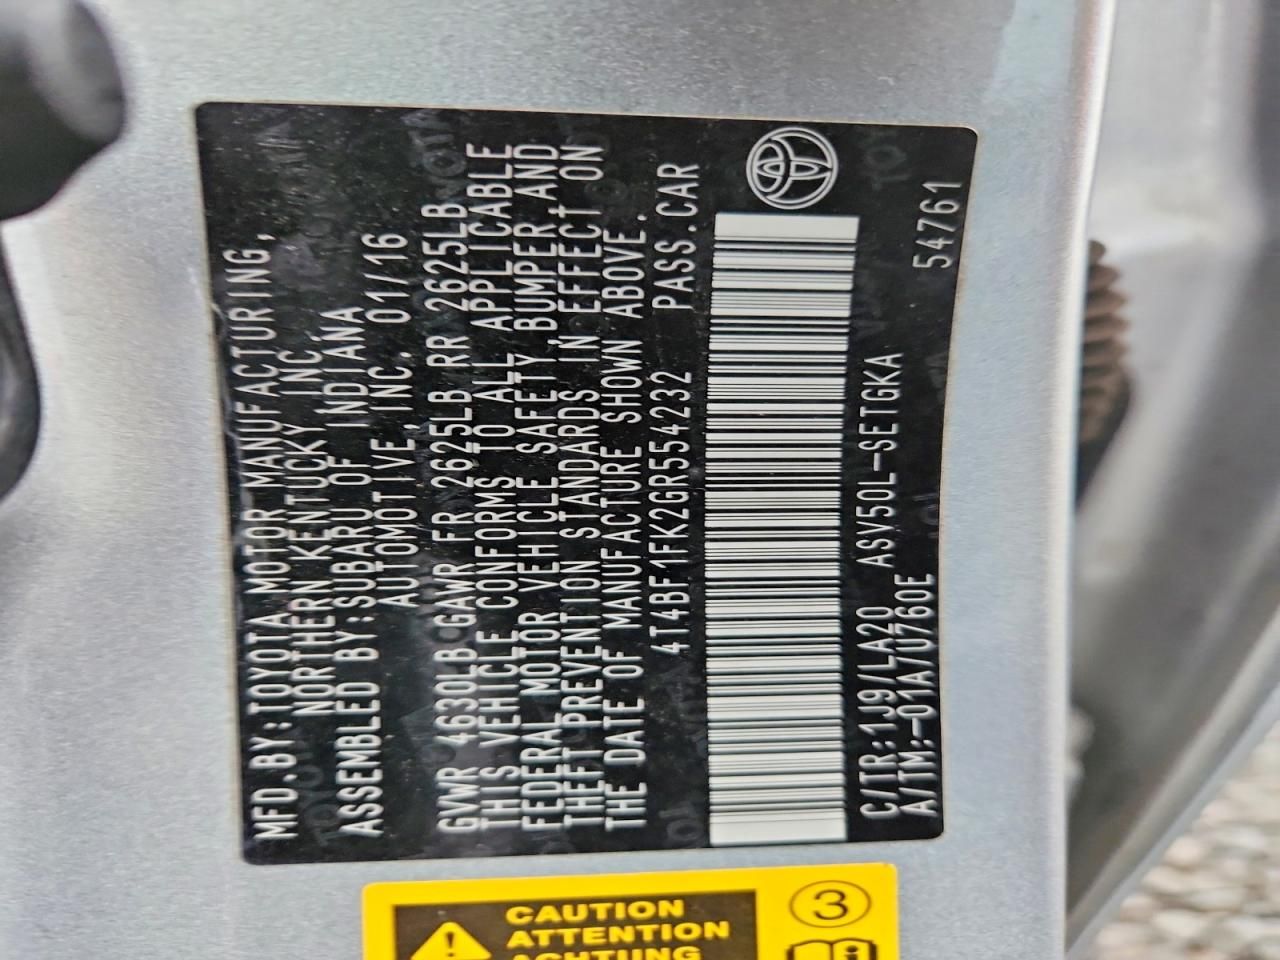 MFD.BY:TOYOTA MOTOR MANUFACTURING,
NORTHERN KENTUCKY INC.
ASSEMBLED BY:SUBARU OF INDIANA
AUTOMOTIVE,INC. 01/16
GVWR 4630LB GAWR FR 2625LB RR 2625LB
THIS VEHICLE CONFORMS TO ALL APPLICABLE
FEDERAL MOTOR VEHICLE SAFETY, BUMPER AND
THEFT PREVENTION STANDARDS IN EFFECT ON
THE DATE OF MANUFACTURE SHOWN ABOVE.
4T4BF1FK2GR554232 PASS.CAR
C/TR:1J9/LA20 ASV50L-SETGKA
A/TM:-01A/U760E 54761
CAUTION
ATTENTION
ACHTUNG
3